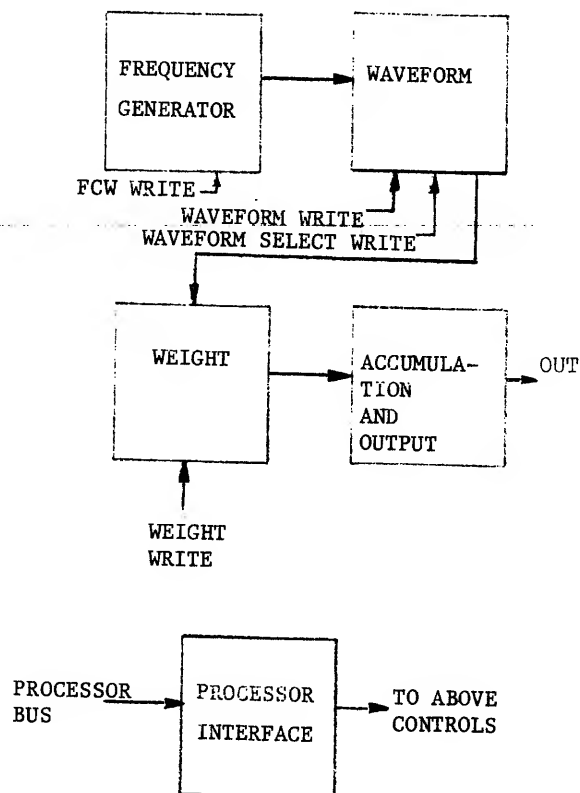 FREQUENCY
GENERATOR
WAVEFORM
FCW WRITE
WAVEFORM WRITE
WAVEFORM SELECT WRITE
WEIGHT
ACCUMULA-
TION
AND
OUTPUT
OUT
WEIGHT
WRITE
PROCESSOR
BUS
PROCESSOR
INTERFACE
TO ABOVE
CONTROLS